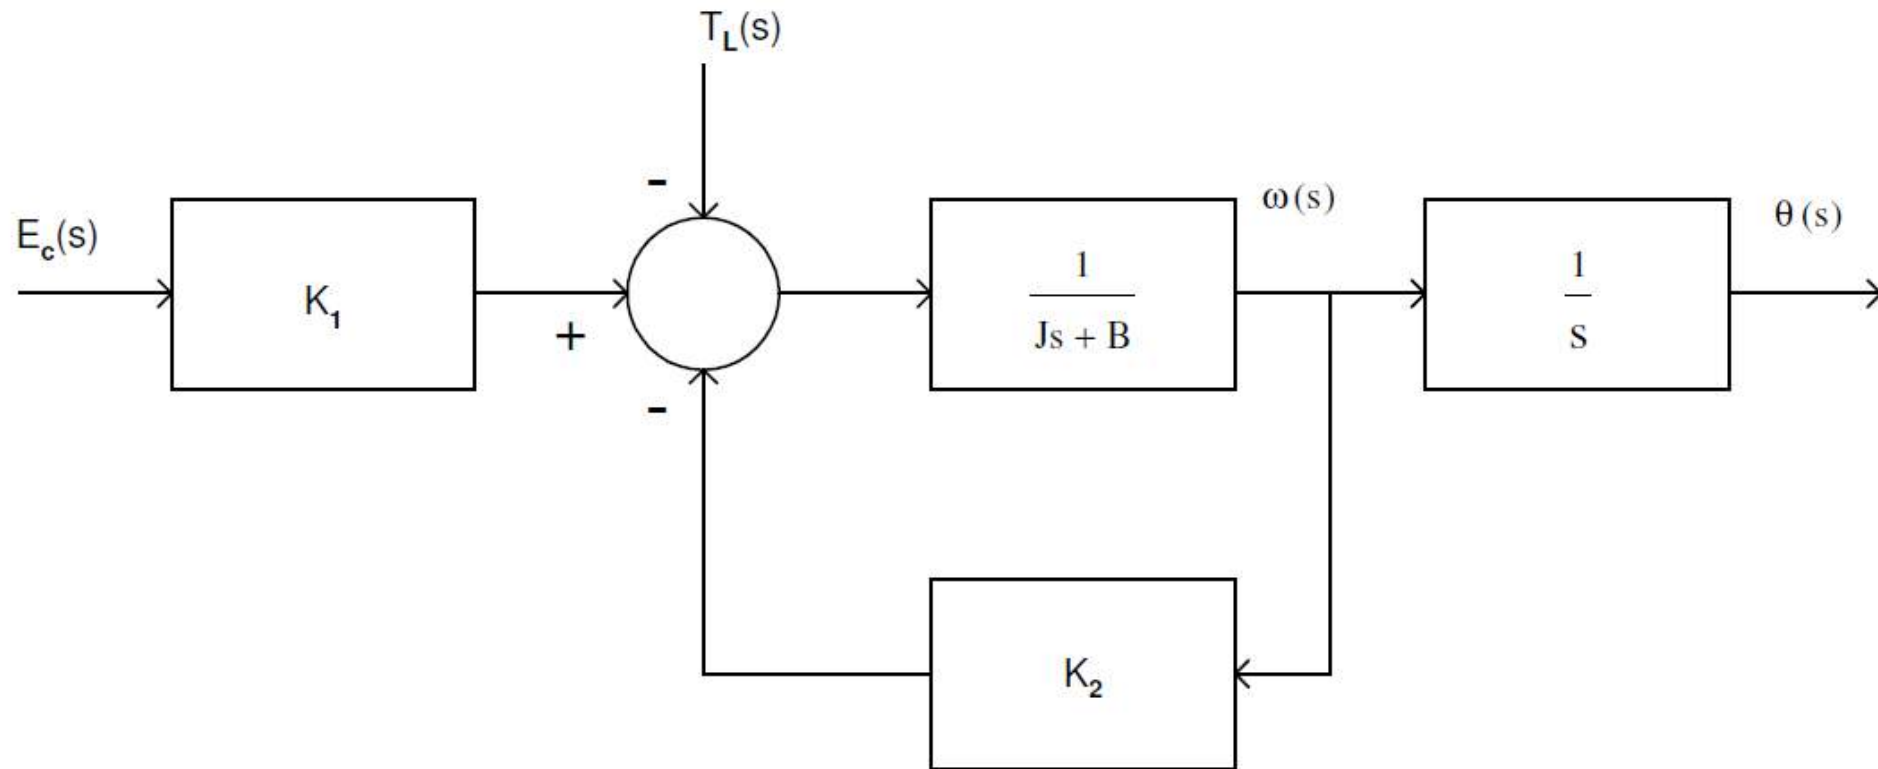 T_L(s)
-
E_c(s)
K_1
+
-
1
Js + B
ω(s)
1
s
θ(s)
K_2